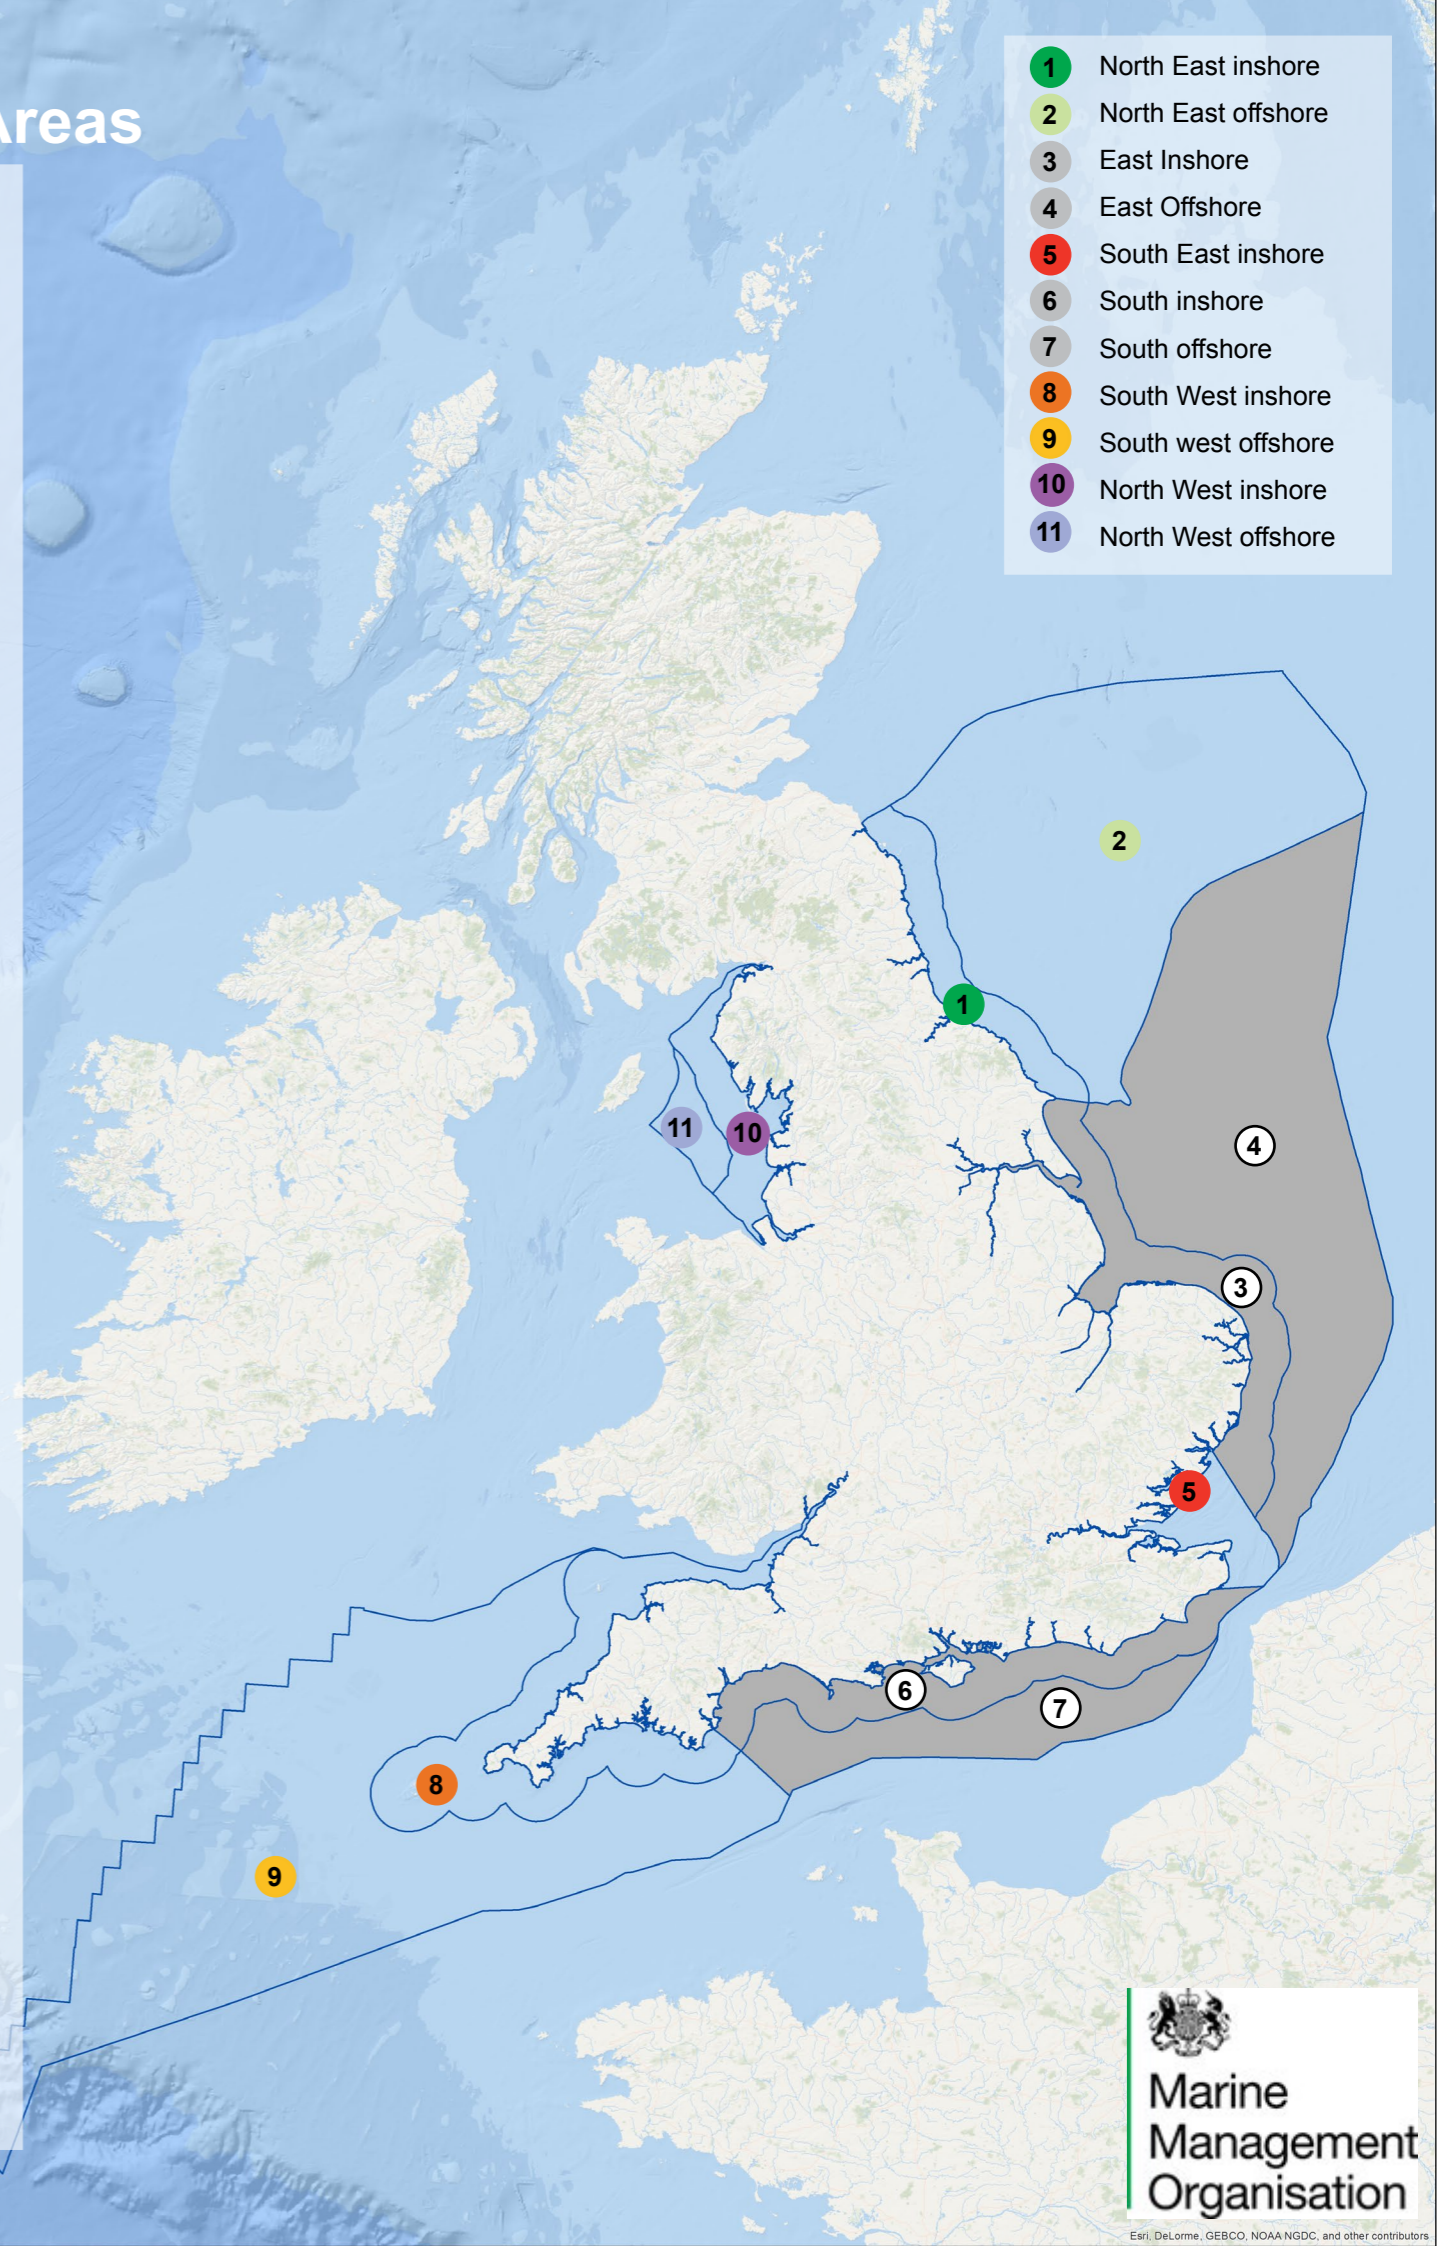 Areas
1 North East inshore
2 North East offshore
3 East Inshore
4 East Offshore
5 South East inshore
6 South inshore
7 South offshore
8 South West inshore
9 South west offshore
10 North West inshore
11 North West offshore
2
1
11
10
4
3
5
6
7
8
9
Marine
Management
Organisation
Esri, DeLorme, GEBCO, NOAA NGDC, and other contributors